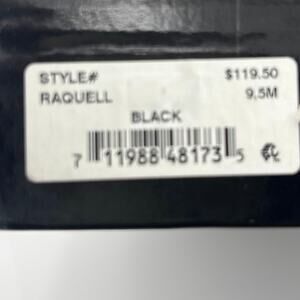 STYLE# $119.50
RAQUELL 9.5M
BLACK
7 11988 48173 5